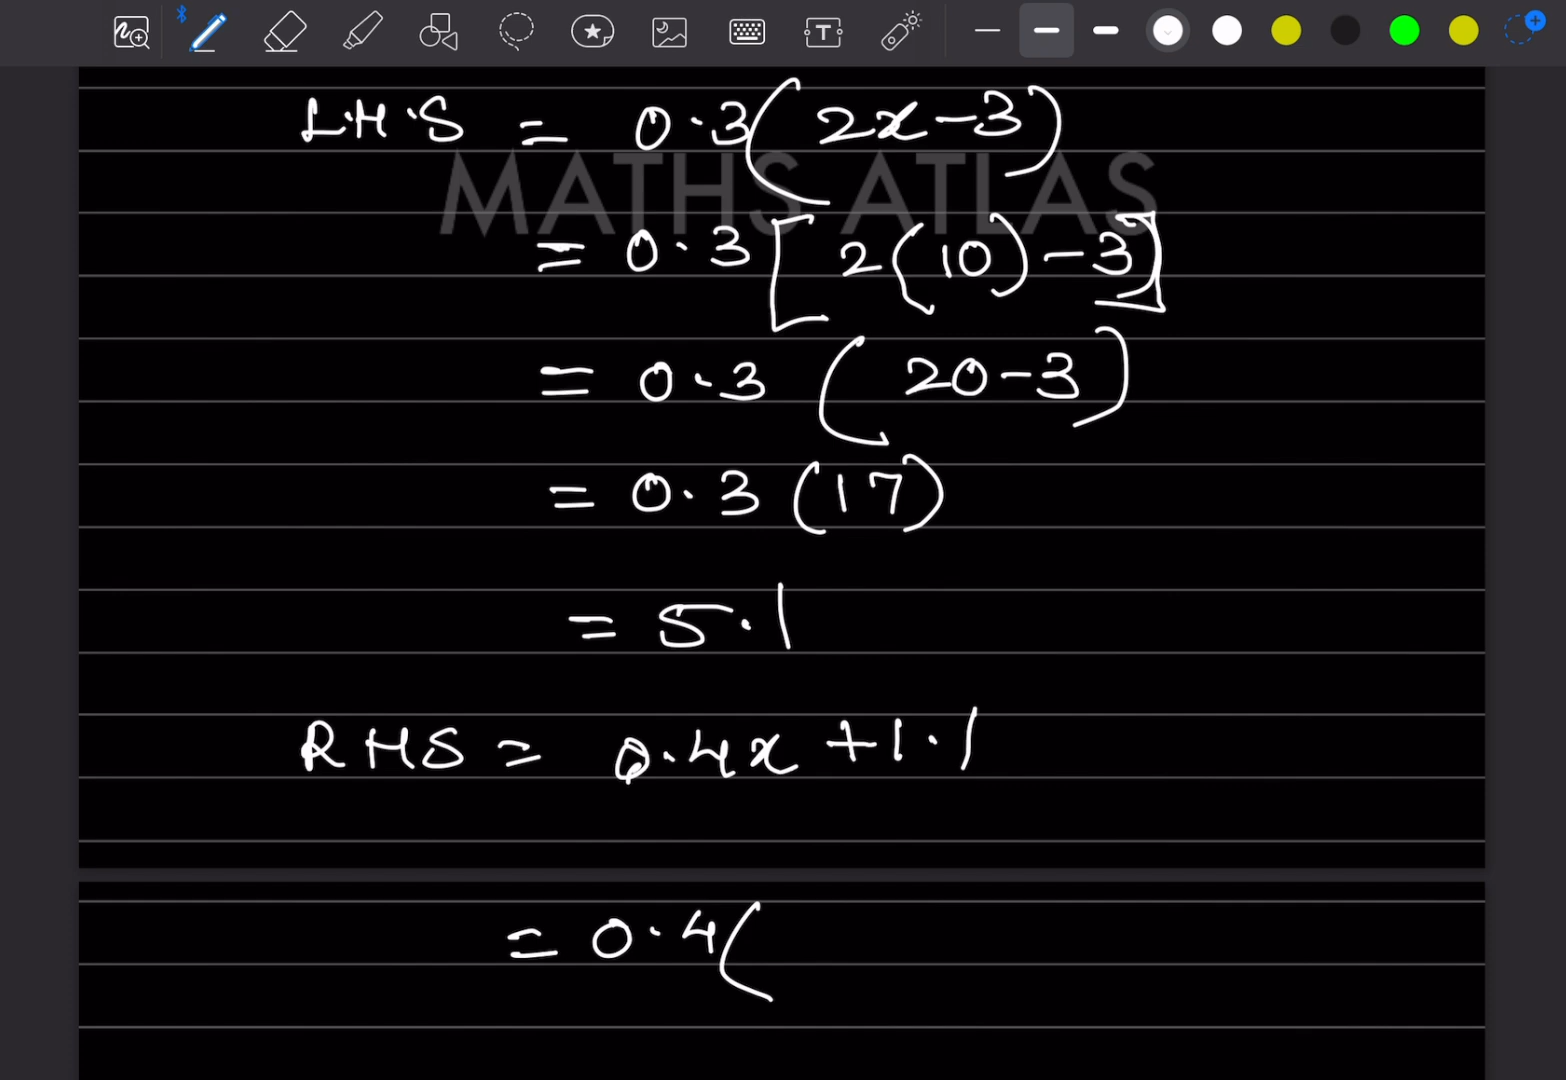 L.H.S = 0.3(2x-3)
MATHS ATLAS
= 0.3[2(10)-3]
= 0.3 (20-3)
= 0.3 (17)
= 5.1
RHS = 0.4x +1.1
= 0.4(